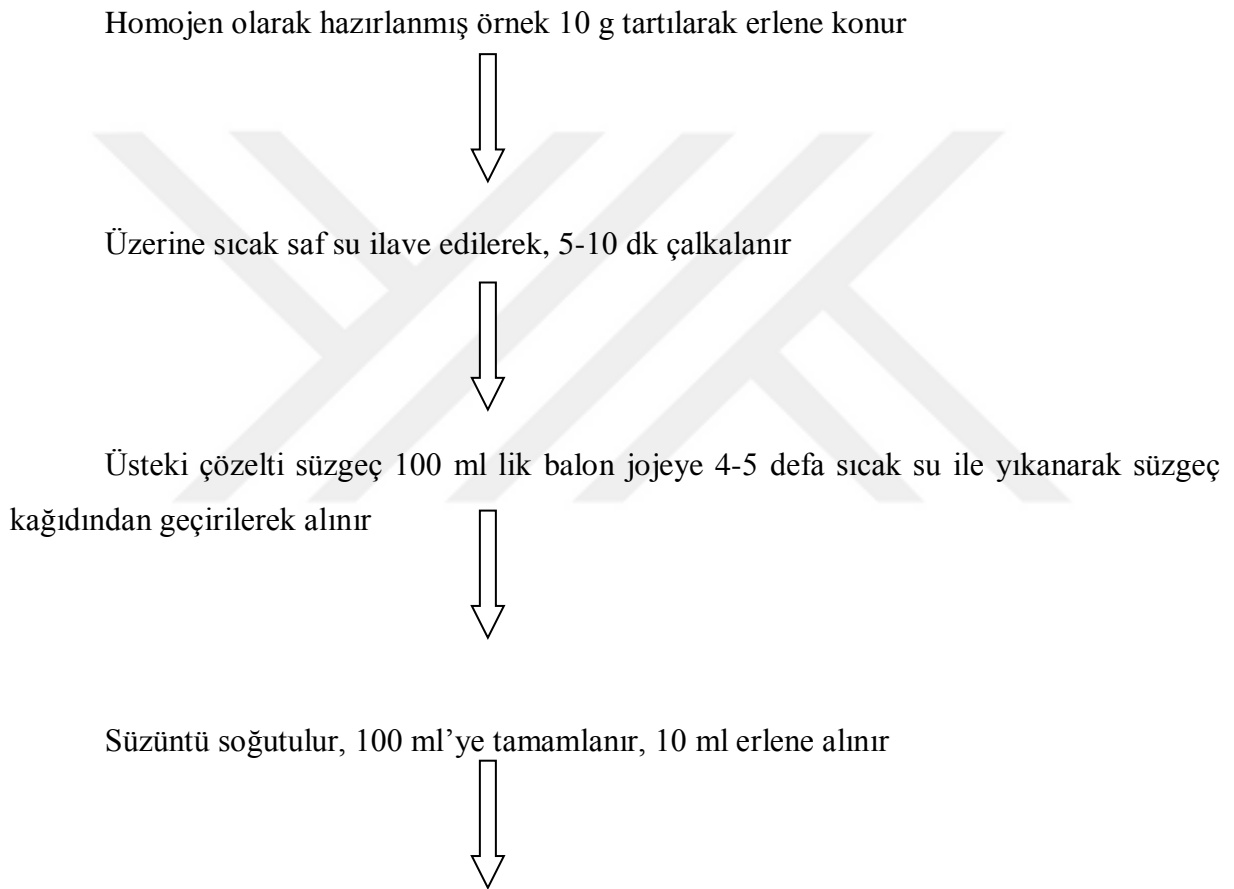 Homojen olarak hazırlanmış örnek 10 g tartılarak erlene konur
Üzerine sıcak saf su ilave edilerek, 5-10 dk çalkalanır
Üsteki çözelti süzgeç 100 ml lik balon jojeye 4-5 defa sıcak su ile yıkanarak süzgeç
kağıdından geçirilerek alınır
Süzüntü soğutulur, 100 ml’ye tamamlanır, 10 ml erlene alınır